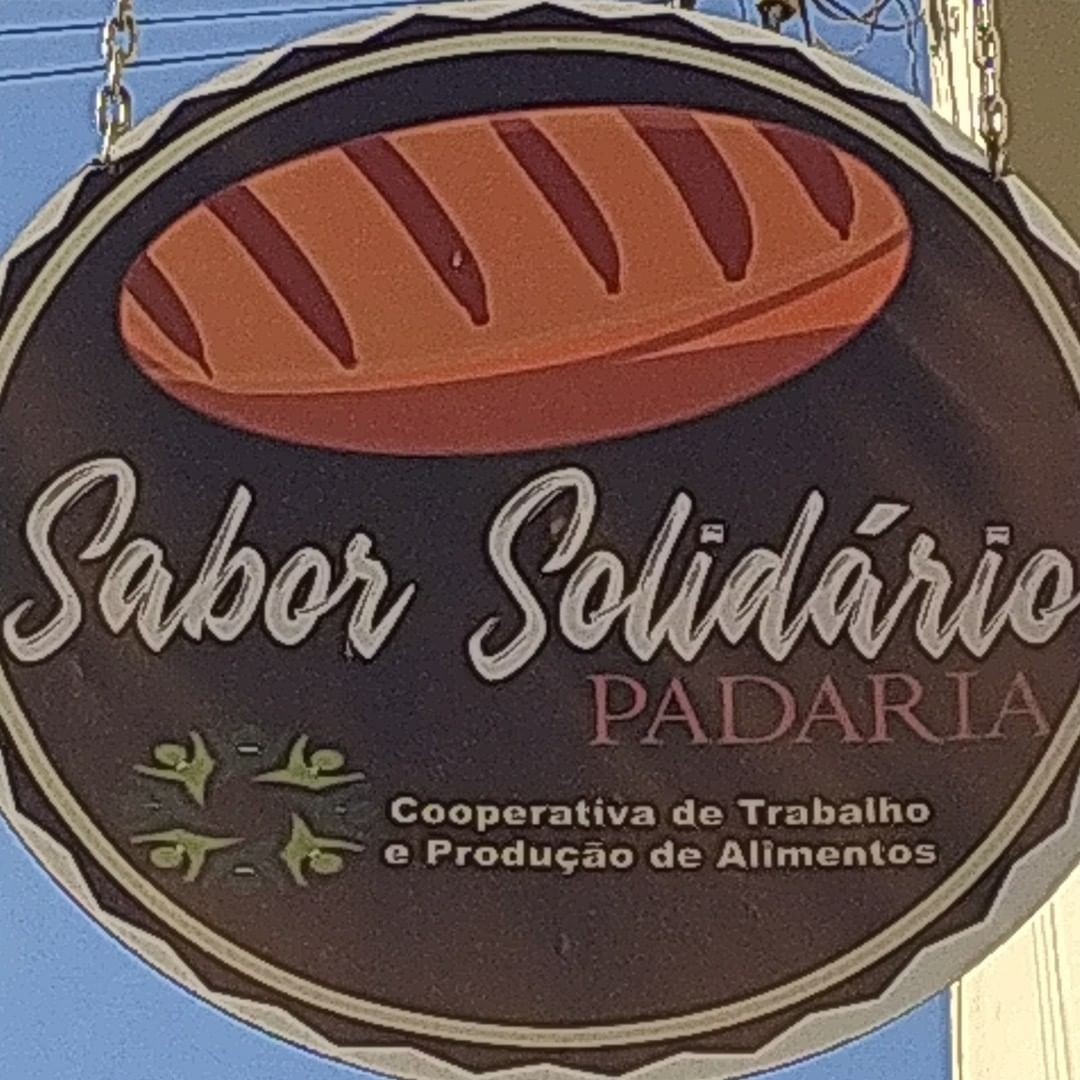 Sabor Solidário
PADARIA
Cooperativa de Trabalho
e Produção de Alimentos